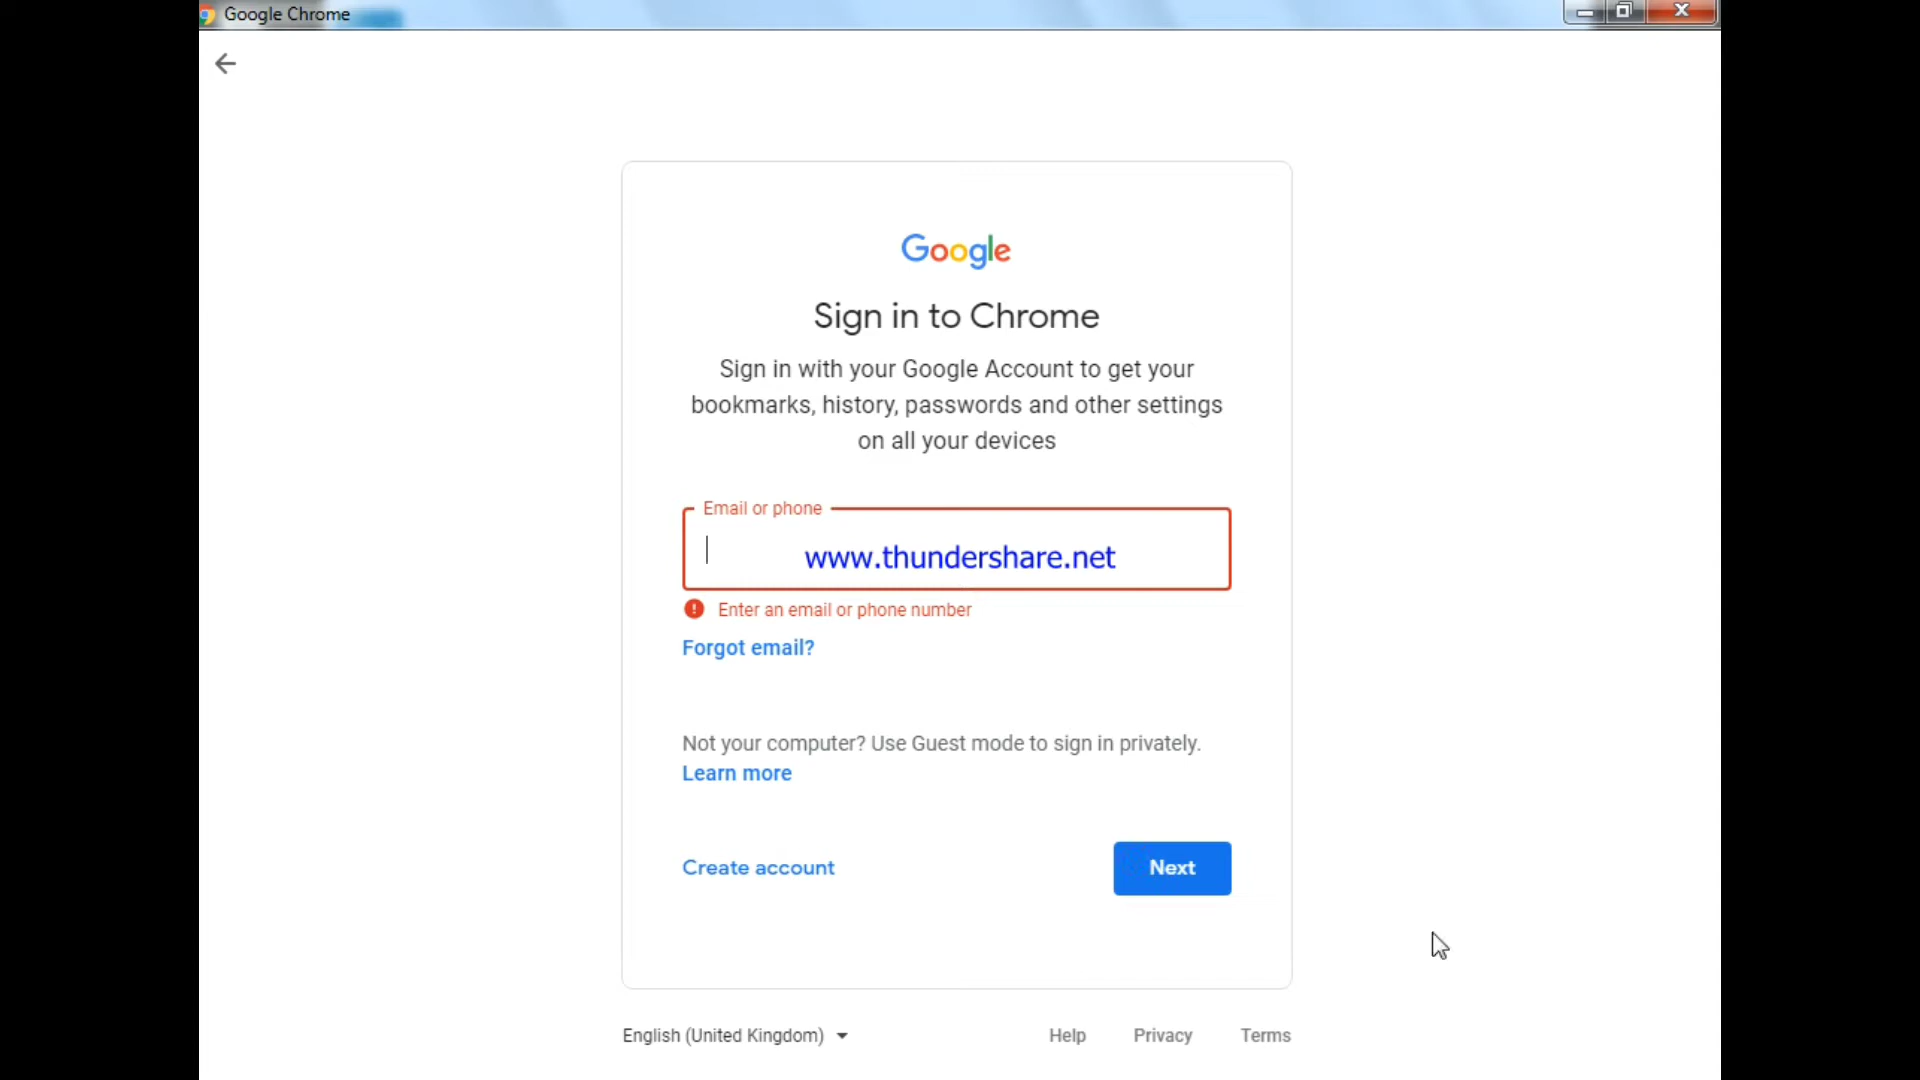 Google Chrome
Google
Sign in to Chrome
Sign in with your Google Account to get your
bookmarks, history, passwords and other settings
on all your devices
Email or phone
www.thundershare.net
Enter an email or phone number
Forgot email?
Not your computer? Use Guest mode to sign in privately.
Learn more
Create account
Next
English (United Kingdom)
Help
Privacy
Terms